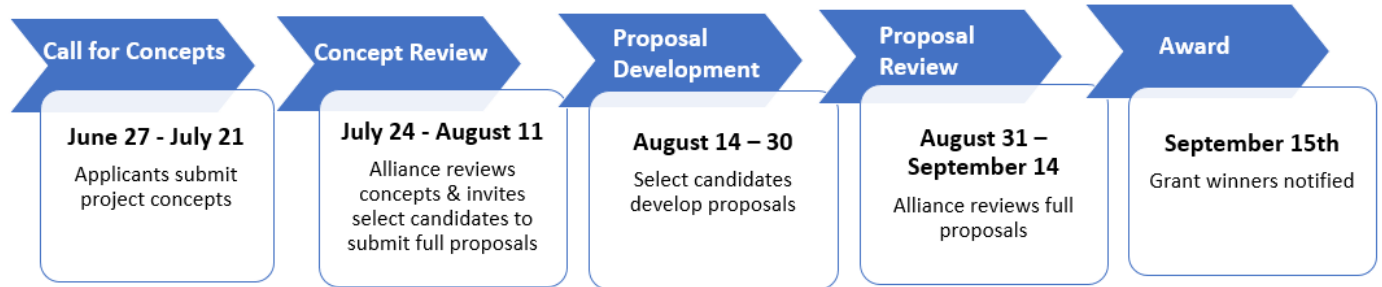 Call for Concepts
June 27 - July 21
Applicants submit
project concepts
Concept Review
July 24 - August 11
Alliance reviews
concepts & invites
select candidates to
submit full proposals
Proposal
Development
August 14 – 30
Select candidates
develop proposals
Proposal
Review
August 31 –
September 14
Alliance reviews full
proposals
Award
September 15th
Grant winners notified